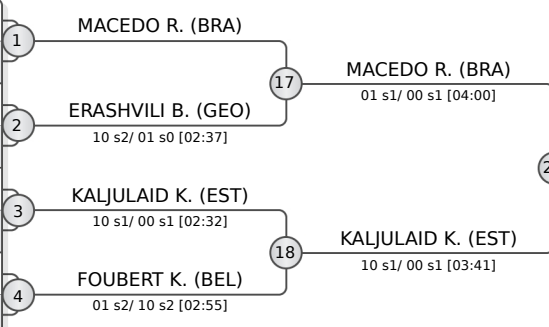 1
MACEDO R. (BRA)
17
MACEDO R. (BRA)
01 s1/ 00 s1 [04:00]
2
ERASHVILI B. (GEO)
10 s2/ 01 s0 [02:37]
3
KALJULAID K. (EST)
10 s1/ 00 s1 [02:32]
18
KALJULAID K. (EST)
10 s1/ 00 s1 [03:41]
4
FOUBERT K. (BEL)
01 s2/ 10 s2 [02:55]